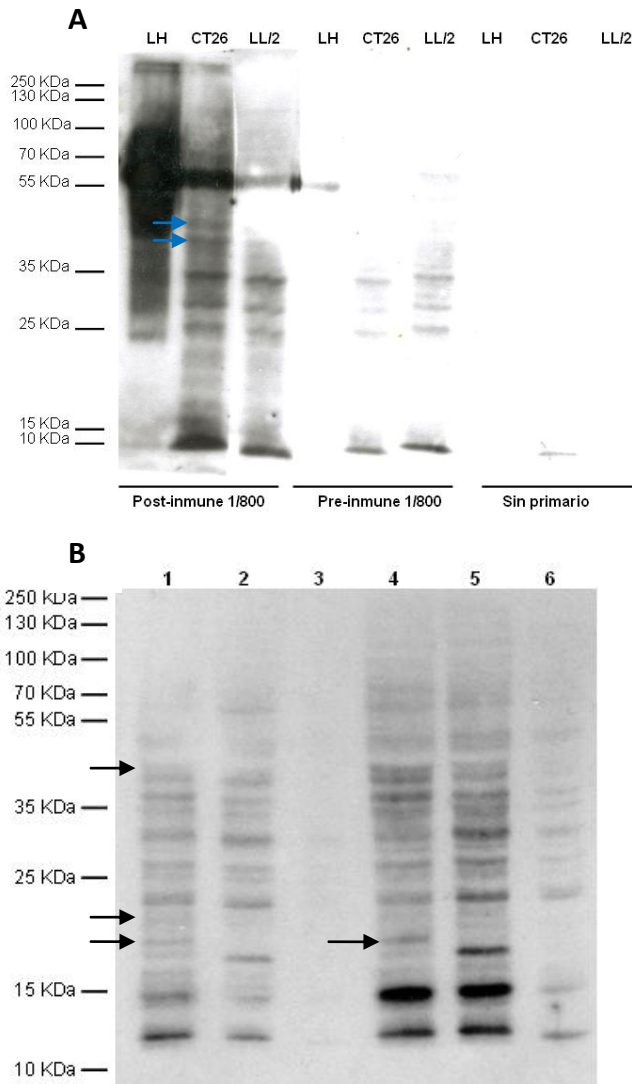 A
LH CT26 LL/2 LH CT26 LL/2 LH CT26 LL/2
250 KDa
130 KDa
100 KDa
70 KDa
55 KDa
35 KDa
25 KDa
15 KDa
10 KDa
Post-inmune 1/800 Pre-inmune 1/800 Sin primario
B
1 2 3 4 5 6
250 KDa
130 KDa
100 KDa
70 KDa
55 KDa
35 KDa
25 KDa
15 KDa
10 KDa